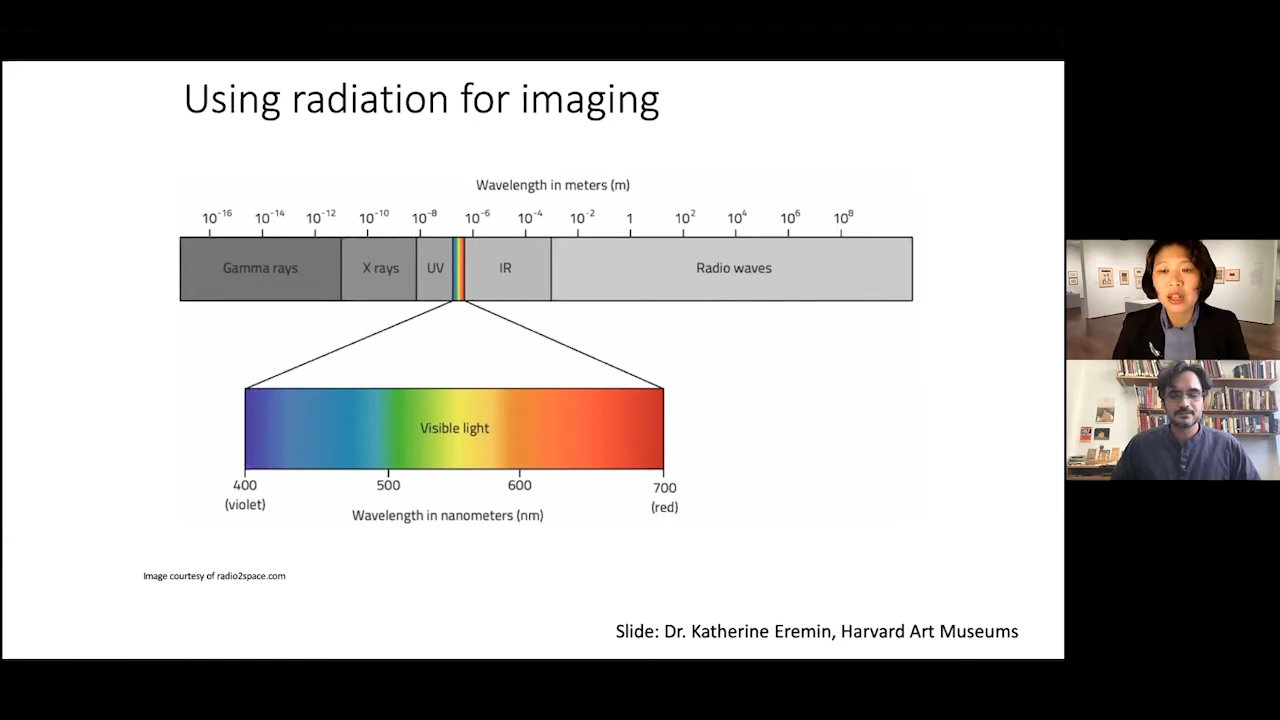 Using radiation for imaging
Wavelength in meters (m)
10⁻¹⁶ 10⁻¹⁴ 10⁻¹² 10⁻¹⁰ 10⁻⁸ 10⁻⁶ 10⁻⁴ 10⁻² 1 10² 10⁴ 10⁶ 10⁸
Gamma rays X rays UV IR Radio waves
Visible light
400 500 600 700
(violet) (red)
Wavelength in nanometers (nm)
Image courtesy of radio2space.com
Slide: Dr. Katherine Eremin, Harvard Art Museums